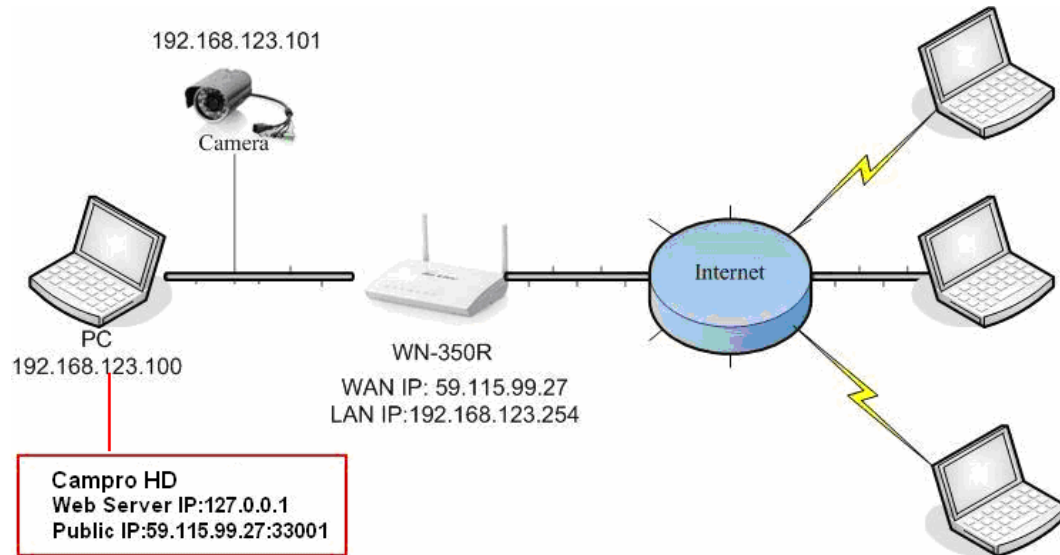 192.168.123.101
Camera
PC
192.168.123.100
WN-350R
WAN IP: 59.115.99.27
LAN IP:192.168.123.254
Internet
Campro HD
Web Server IP:127.0.0.1
Public IP:59.115.99.27:33001